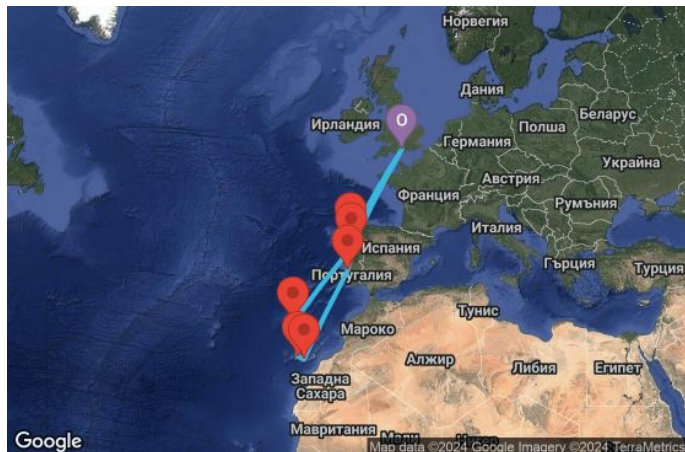 Норвегия
Дания
Ирландия
O
Полша
Беларус
Германия
Украйна
Австрия
Франция
Румъния
Италия
Испания
Гърция
Турция
Португалия
Тунис
Мароко
Алжир
Либия
Египет
Западна
Сахара
Мавритания
Мали
Google
Map data ©2024 Google Imagery ©2024 TerraMetrics